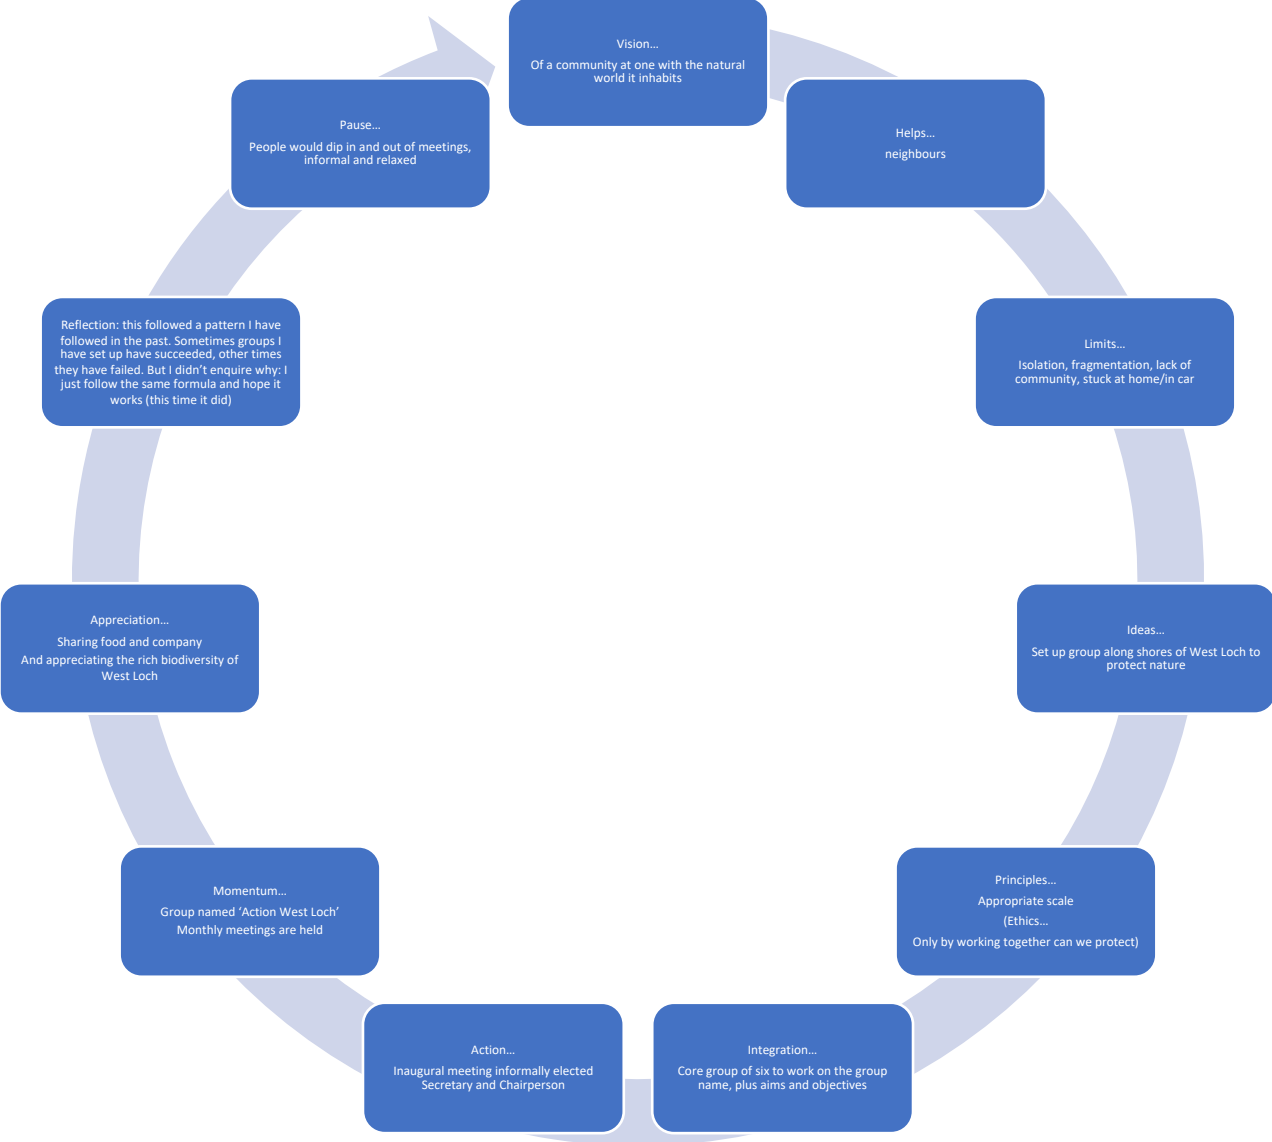 Vision…
Of a community at one with the natural
world it inhabits
Helps…
neighbours
Limits…
Isolation, fragmentation, lack of
community, stuck at home/in car
Ideas…
Set up group along shores of West Loch to
protect nature
Principles…
Appropriate scale
(Ethics…
Only by working together can we protect)
Integration…
Core group of six to work on the group
name, plus aims and objectives
Action…
Inaugural meeting informally elected
Secretary and Chairperson
Momentum…
Group named ‘Action West Loch’
Monthly meetings are held
Appreciation…
Sharing food and company
And appreciating the rich biodiversity of
West Loch
Reflection: this followed a pattern I have
followed in the past. Sometimes groups I
have set up have succeeded, other times
they have failed. But I didn’t enquire why: I
just follow the same formula and hope it
works (this time it did)
Pause…
People would dip in and out of meetings,
informal and relaxed